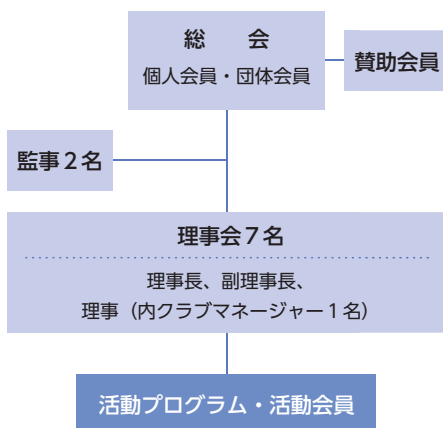 総　会
個人会員・団体会員
賛助会員
監事2名
理事会7名
理事長、副理事長、
理事（内クラブマネージャー1名）
活動プログラム・活動会員